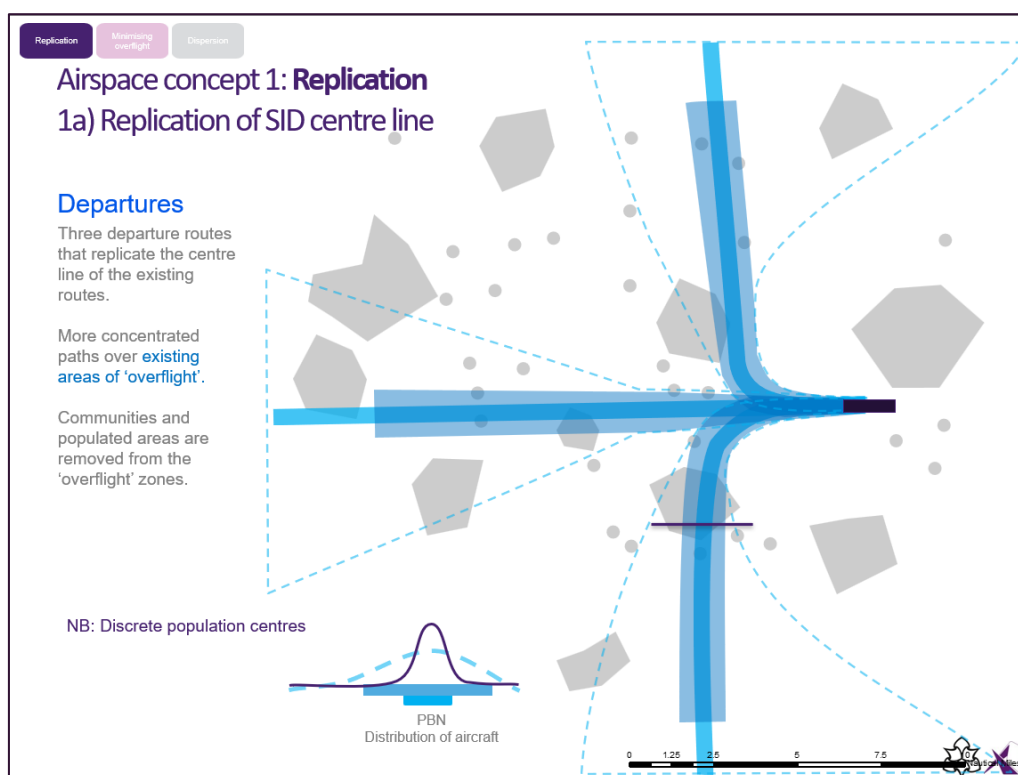 Replication
Minimising
overflight
Dispersion
Airspace concept 1: Replication
1a) Replication of SID centre line
Departures
Three departure routes
that replicate the centre
line of the existing
routes.
More concentrated
paths over existing
areas of ‘overflight’.
Communities and
populated areas are
removed from the
‘overflight’ zones.
NB: Discrete population centres
PBN
Distribution of aircraft
0 1.25 2.5 5 7.5 10
Nautical Miles